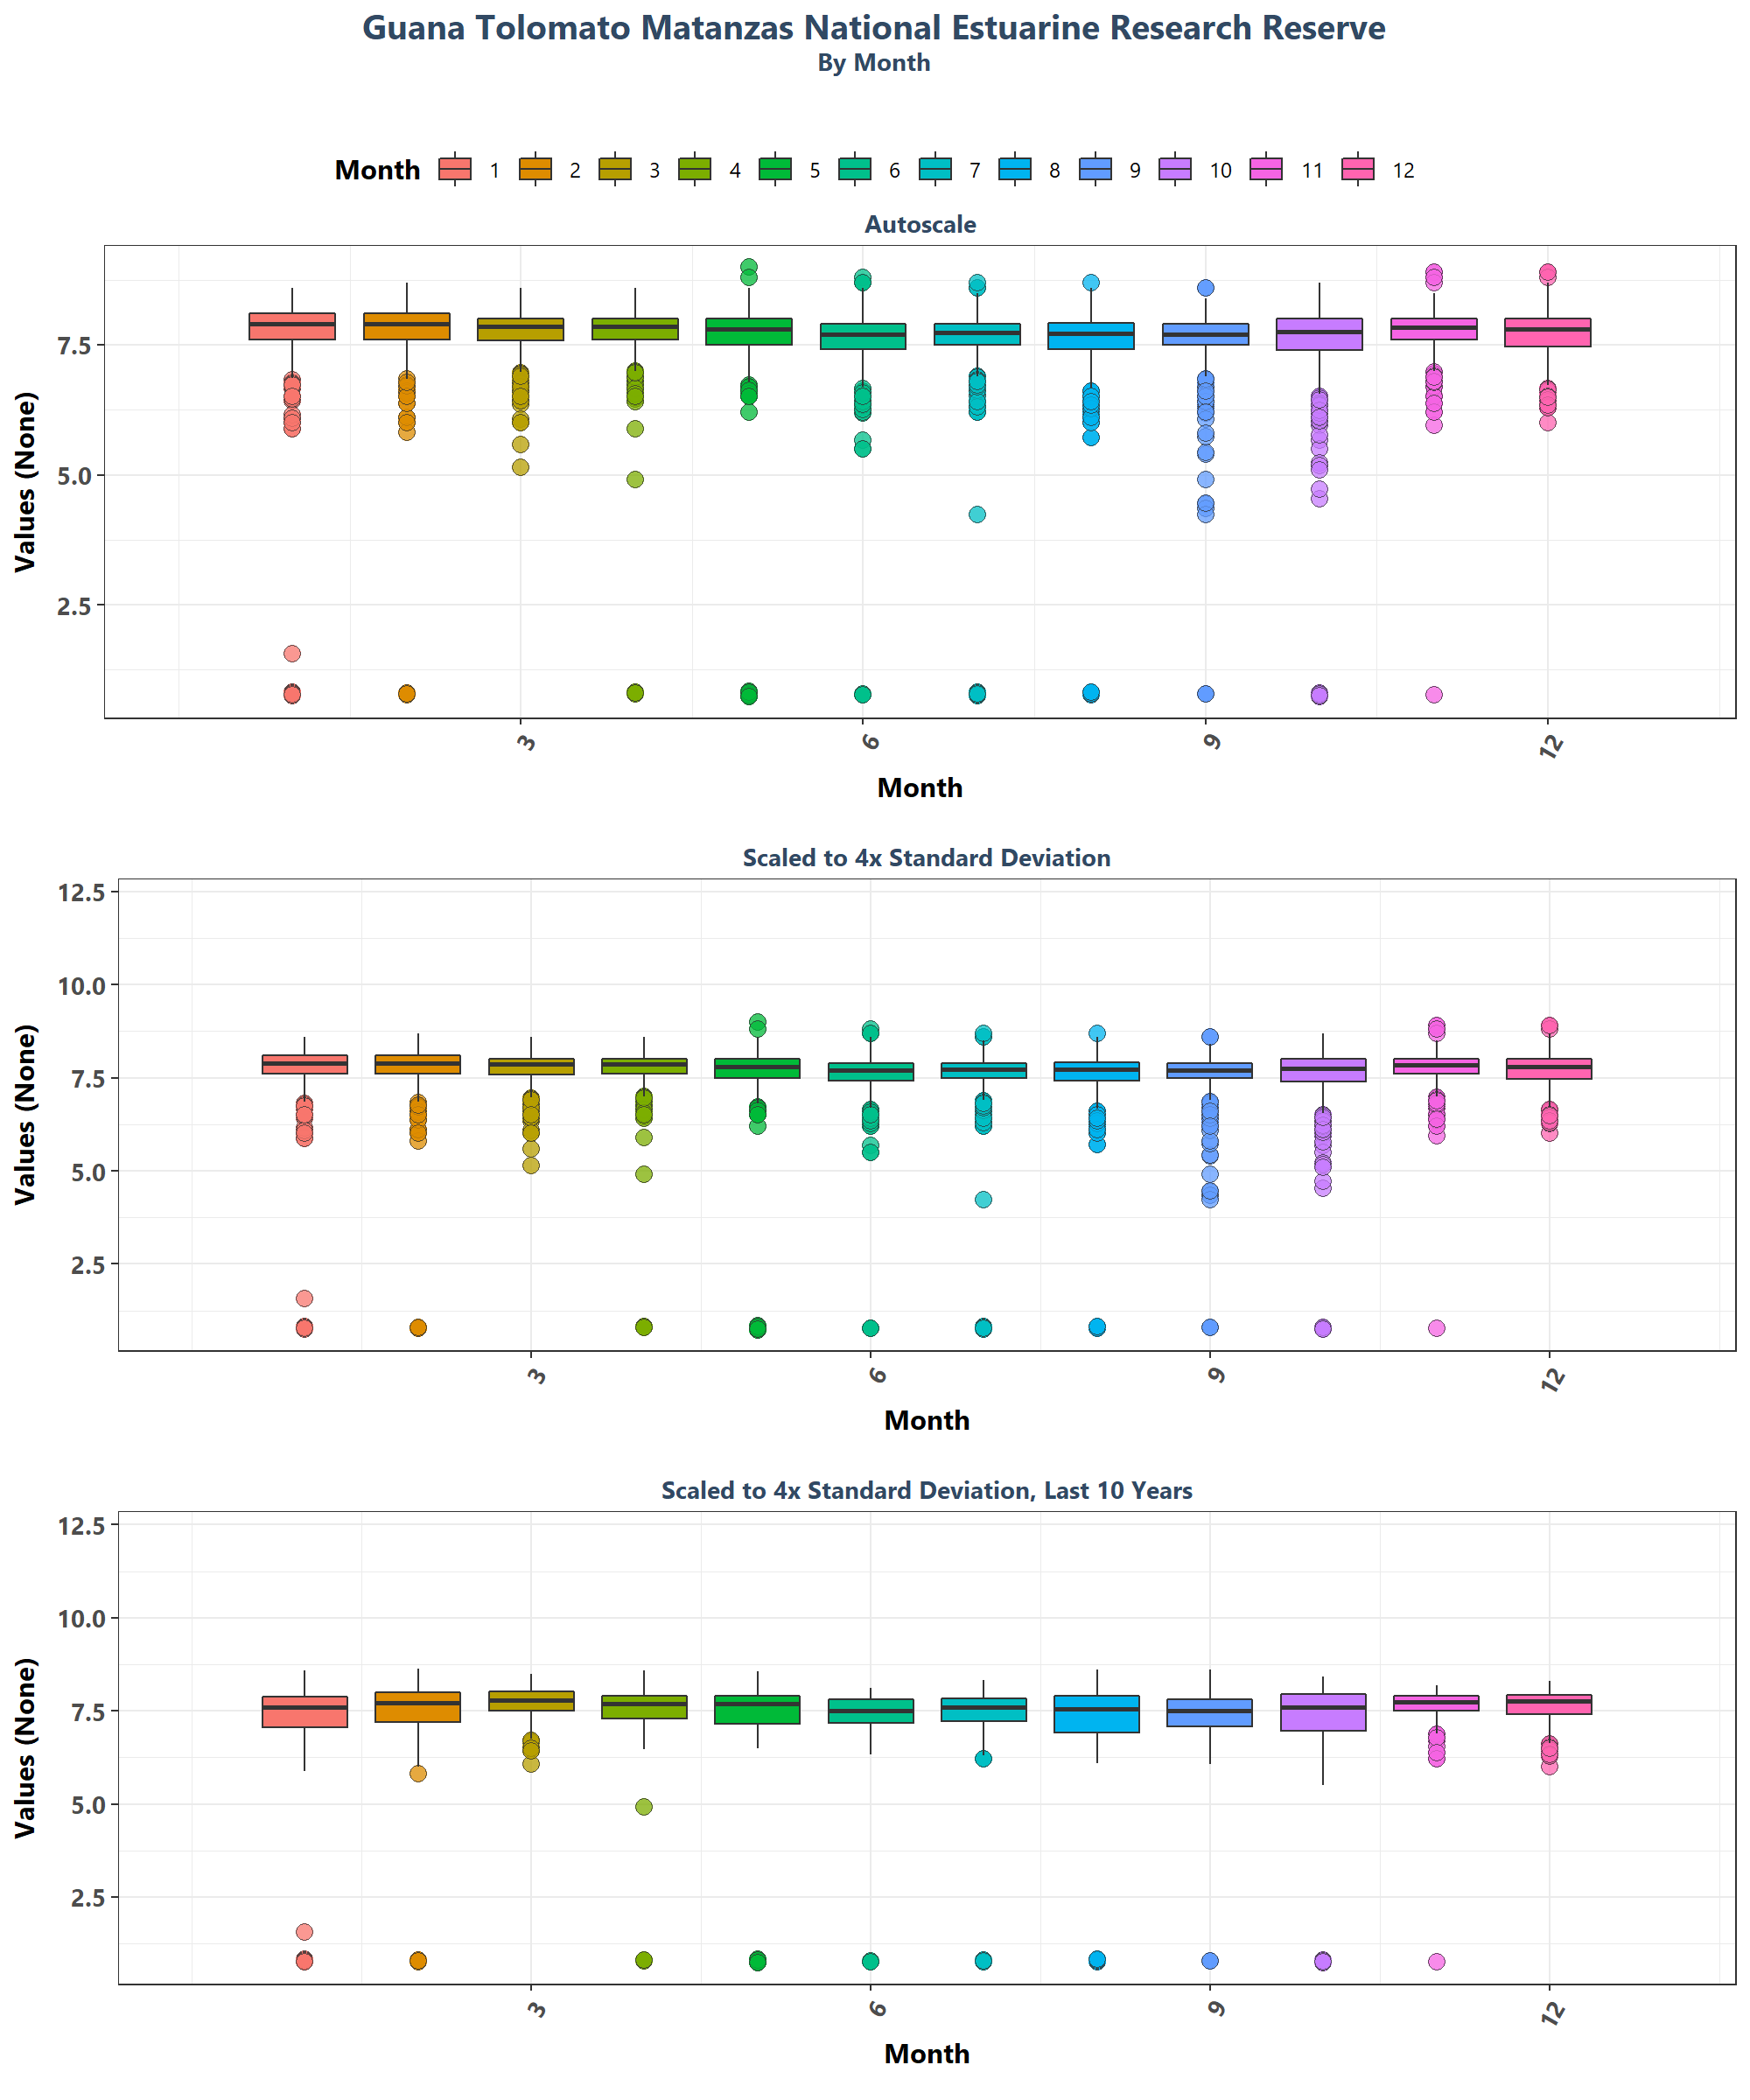 Guana Tolomato Matanzas National Estuarine Research Reserve
By Month
Month 1 2 3 4 5 6 7 8 9 10 11 12
Autoscale
Values (None)
7.5
5.0
2.5
3 6 9 12
Month
Scaled to 4x Standard Deviation
Values (None)
12.5
10.0
7.5
5.0
2.5
3 6 9 12
Month
Scaled to 4x Standard Deviation, Last 10 Years
Values (None)
12.5
10.0
7.5
5.0
2.5
3 6 9 12
Month